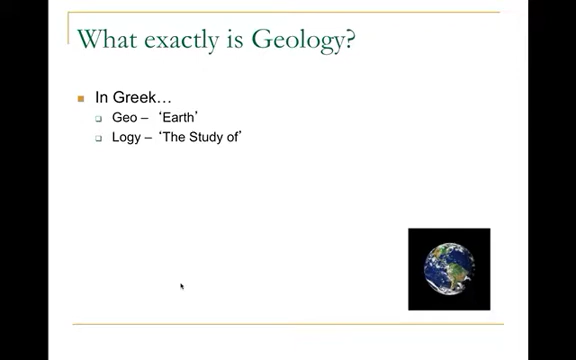 What exactly is Geology?
In Greek…
Geo – ‘Earth’
Logy – ‘The Study of’